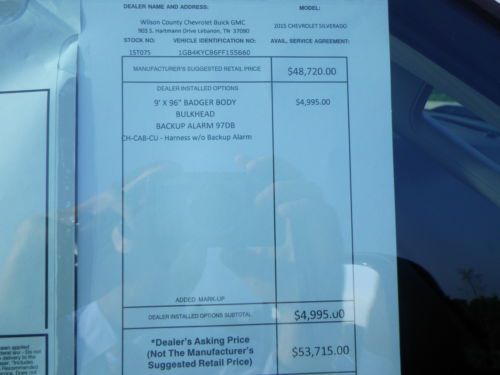 DEALER NAME AND ADDRESS: MODEL:
Wilson County Chevrolet Buick GMC
903 S. Hartmann Drive Lebanon, TN 37090
2015 CHEVROLET SILVERADO
STOCK NO: VEHICLE IDENTIFICATION NO: AVAIL. SERVICE AGREEMENT:
15T075 1GB4KYCB6FF155660
MANUFACTURER'S SUGGESTED RETAIL PRICE $48,720.00
DEALER INSTALLED OPTIONS
9' X 96" BADGER BODY $4,995.00
BULKHEAD
BACKUP ALARM 97DB
CH-CAB-CU - Harness w/o Backup Alarm
ADDED MARK-UP
DEALER INSTALLED OPTIONS SUBTOTAL $4,995.00
*Dealer's Asking Price
(Not The Manufacturer's $53,715.00
Suggested Retail Price)